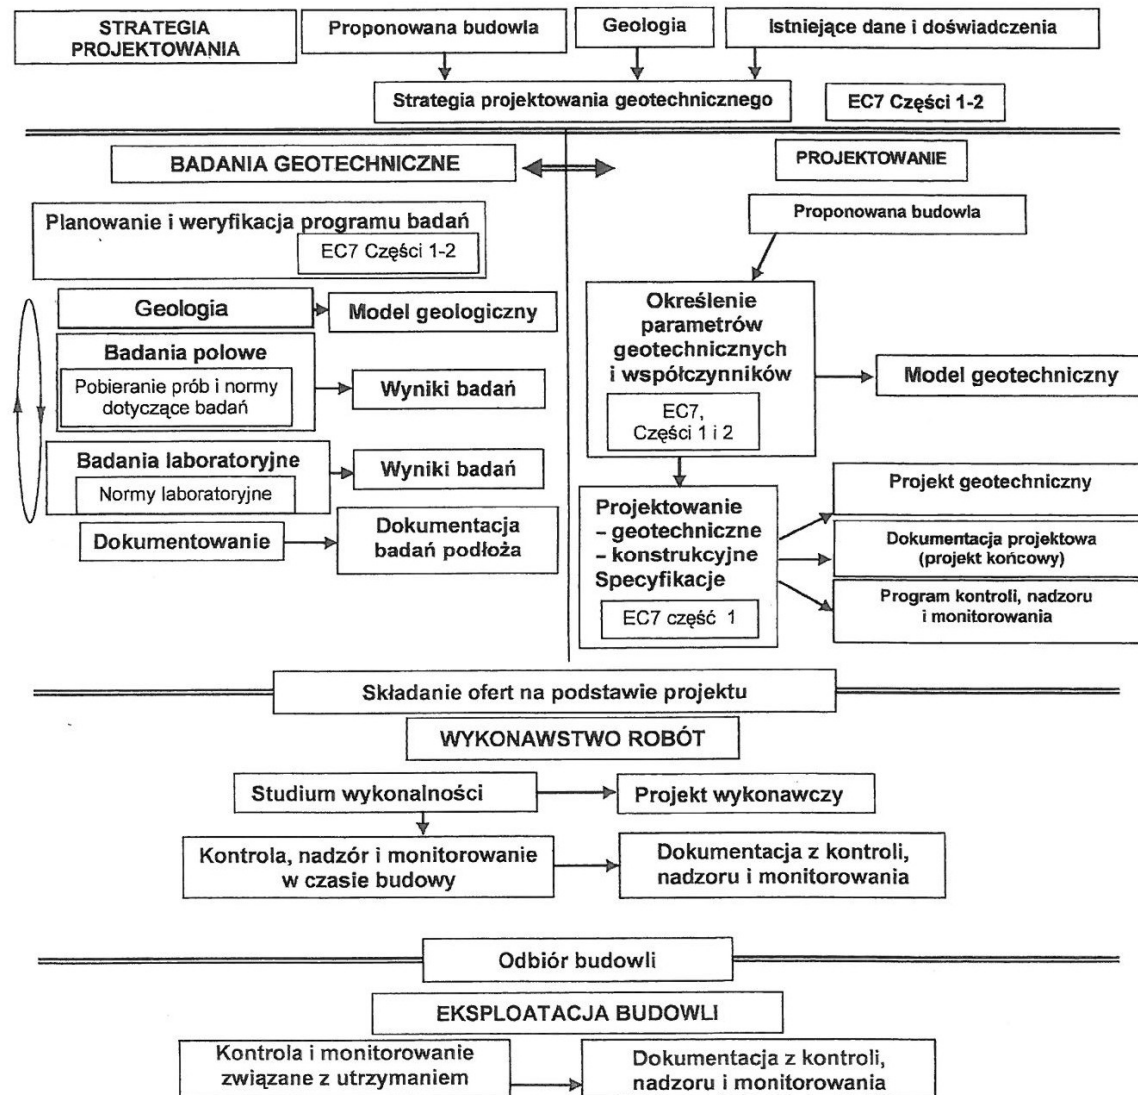 STRATEGIA
PROJEKTOWANIA
Proponowana budowla
Geologia
Istniejące dane i doświadczenia
Strategia projektowania geotechnicznego
EC7 Części 1-2
BADANIA GEOTECHNICZNE
PROJEKTOWANIE
Planowanie i weryfikacja programu badań
EC7 Części 1-2
Geologia
Model geologiczny
Badania polowe
Pobieranie prób i normy
dotyczące badań
Wyniki badań
Badania laboratoryjne
Normy laboratoryjne
Wyniki badań
Dokumentowanie
Dokumentacja
badań podłoża
Proponowana budowla
Określenie
parametrów
geotechnicznych
i współczynników
EC7,
Części 1 i 2
Model geotechniczny
Projektowanie
– geotechniczne
– konstrukcyjne
Specyfikacje
EC7 część 1
Projekt geotechniczny
Dokumentacja projektowa
(projekt końcowy)
Program kontroli, nadzoru
i monitorowania
Składanie ofert na podstawie projektu
WYKONAWSTWO ROBÓT
Studium wykonalności
Projekt wykonawczy
Kontrola, nadzór i monitorowanie
w czasie budowy
Dokumentacja z kontroli,
nadzoru i monitorowania
Odbiór budowli
EKSPLOATACJA BUDOWLI
Kontrola i monitorowanie
związane z utrzymaniem
Dokumentacja z kontroli,
nadzoru i monitorowania